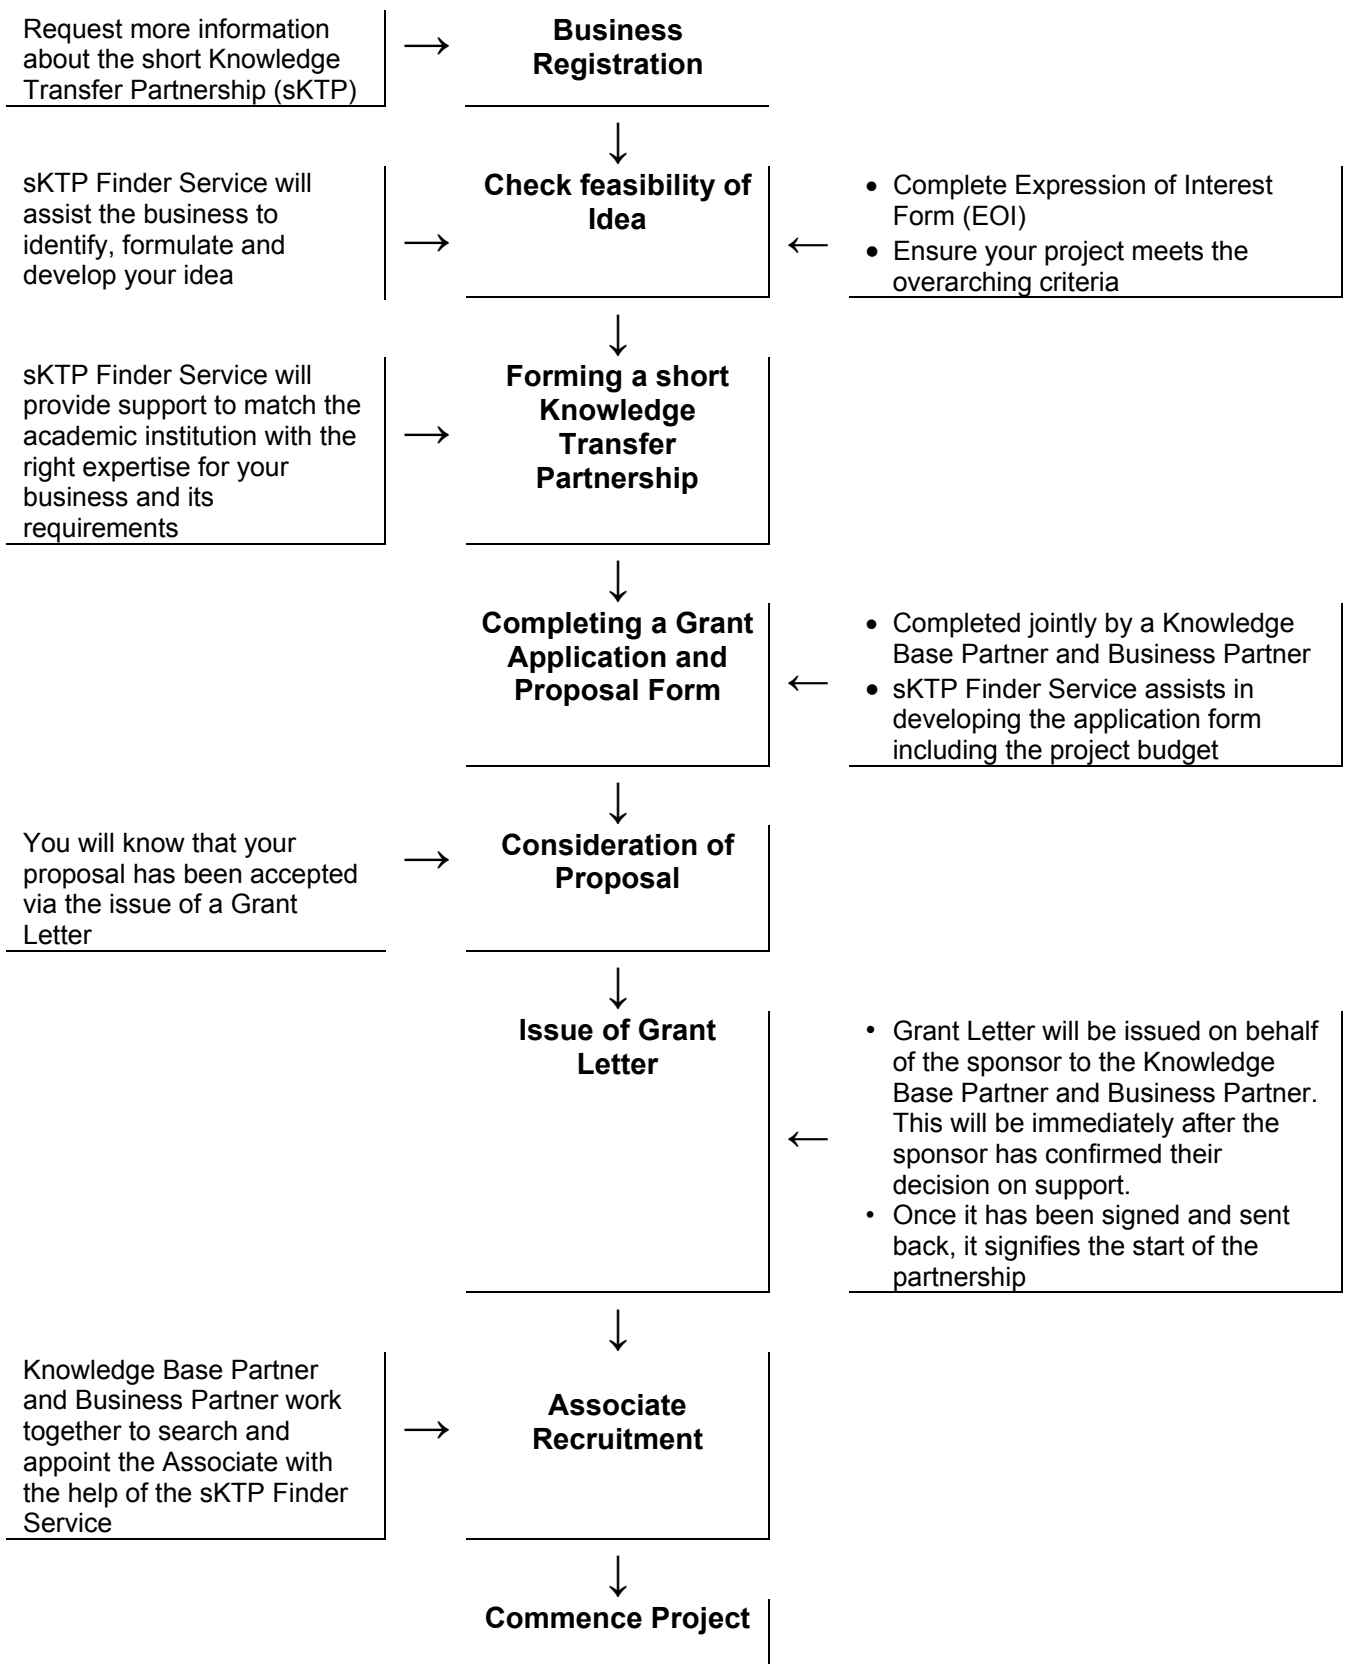 Request more information
about the short Knowledge
Transfer Partnership (sKTP)
→
Business
Registration
↓
sKTP Finder Service will
assist the business to
identify, formulate and
develop your idea
→
Check feasibility of
Idea
←
• Complete Expression of Interest
Form (EOI)
• Ensure your project meets the
overarching criteria
↓
sKTP Finder Service will
provide support to match the
academic institution with the
right expertise for your
business and its
requirements
→
Forming a short
Knowledge
Transfer
Partnership
↓
Completing a Grant
Application and
Proposal Form
←
• Completed jointly by a Knowledge
Base Partner and Business Partner
• sKTP Finder Service assists in
developing the application form
including the project budget
↓
You will know that your
proposal has been accepted
via the issue of a Grant
Letter
→
Consideration of
Proposal
↓
Issue of Grant
Letter
←
• Grant Letter will be issued on behalf
of the sponsor to the Knowledge
Base Partner and Business Partner.
This will be immediately after the
sponsor has confirmed their
decision on support.
• Once it has been signed and sent
back, it signifies the start of the
partnership
↓
Knowledge Base Partner
and Business Partner work
together to search and
appoint the Associate with
the help of the sKTP Finder
Service
→
Associate
Recruitment
↓
Commence Project